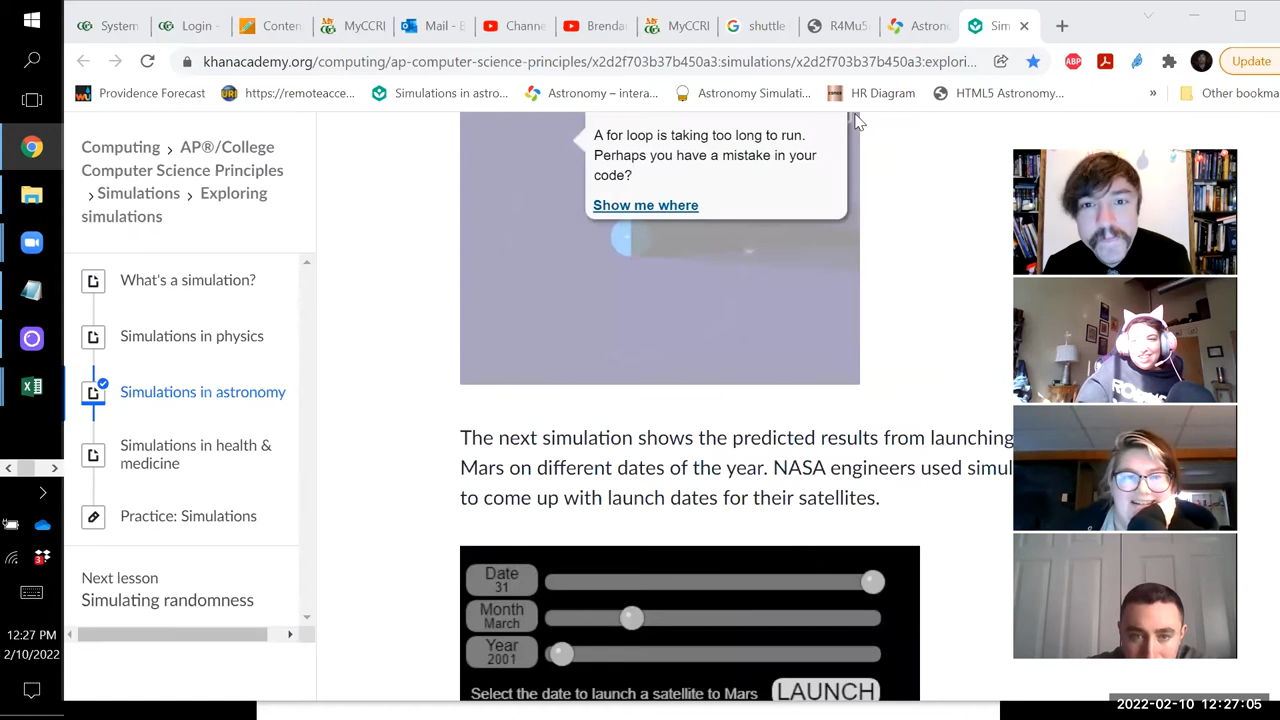 System
Login -
Conten
MyCCRI
Mail - B
Channe
Brenda
MyCCRI
shuttle
R4Mu5
Astron
Sim
khanacademy.org/computing/ap-computer-science-principles/x2d2f703b37b450a3:simulations/x2d2f703b37b450a3:explori...
ABP
Update
Providence Forecast
https://remoteacce...
Simulations in astro...
Astronomy – intera...
Astronomy Simulati...
HR Diagram
HTML5 Astronomy...
»
Other bookma
Computing > AP®/College
Computer Science Principles
> Simulations > Exploring
simulations
What's a simulation?
Simulations in physics
Simulations in astronomy
Simulations in health &
medicine
Practice: Simulations
Next lesson
Simulating randomness
A for loop is taking too long to run.
Perhaps you have a mistake in your
code?
Show me where
The next simulation shows the predicted results from launching
Mars on different dates of the year. NASA engineers used simul
to come up with launch dates for their satellites.
Date
31
Month
March
Year
2001
Select the date to launch a satellite to Mars
LAUNCH
12:27 PM
2/10/2022
2022-02-10 12:27:05